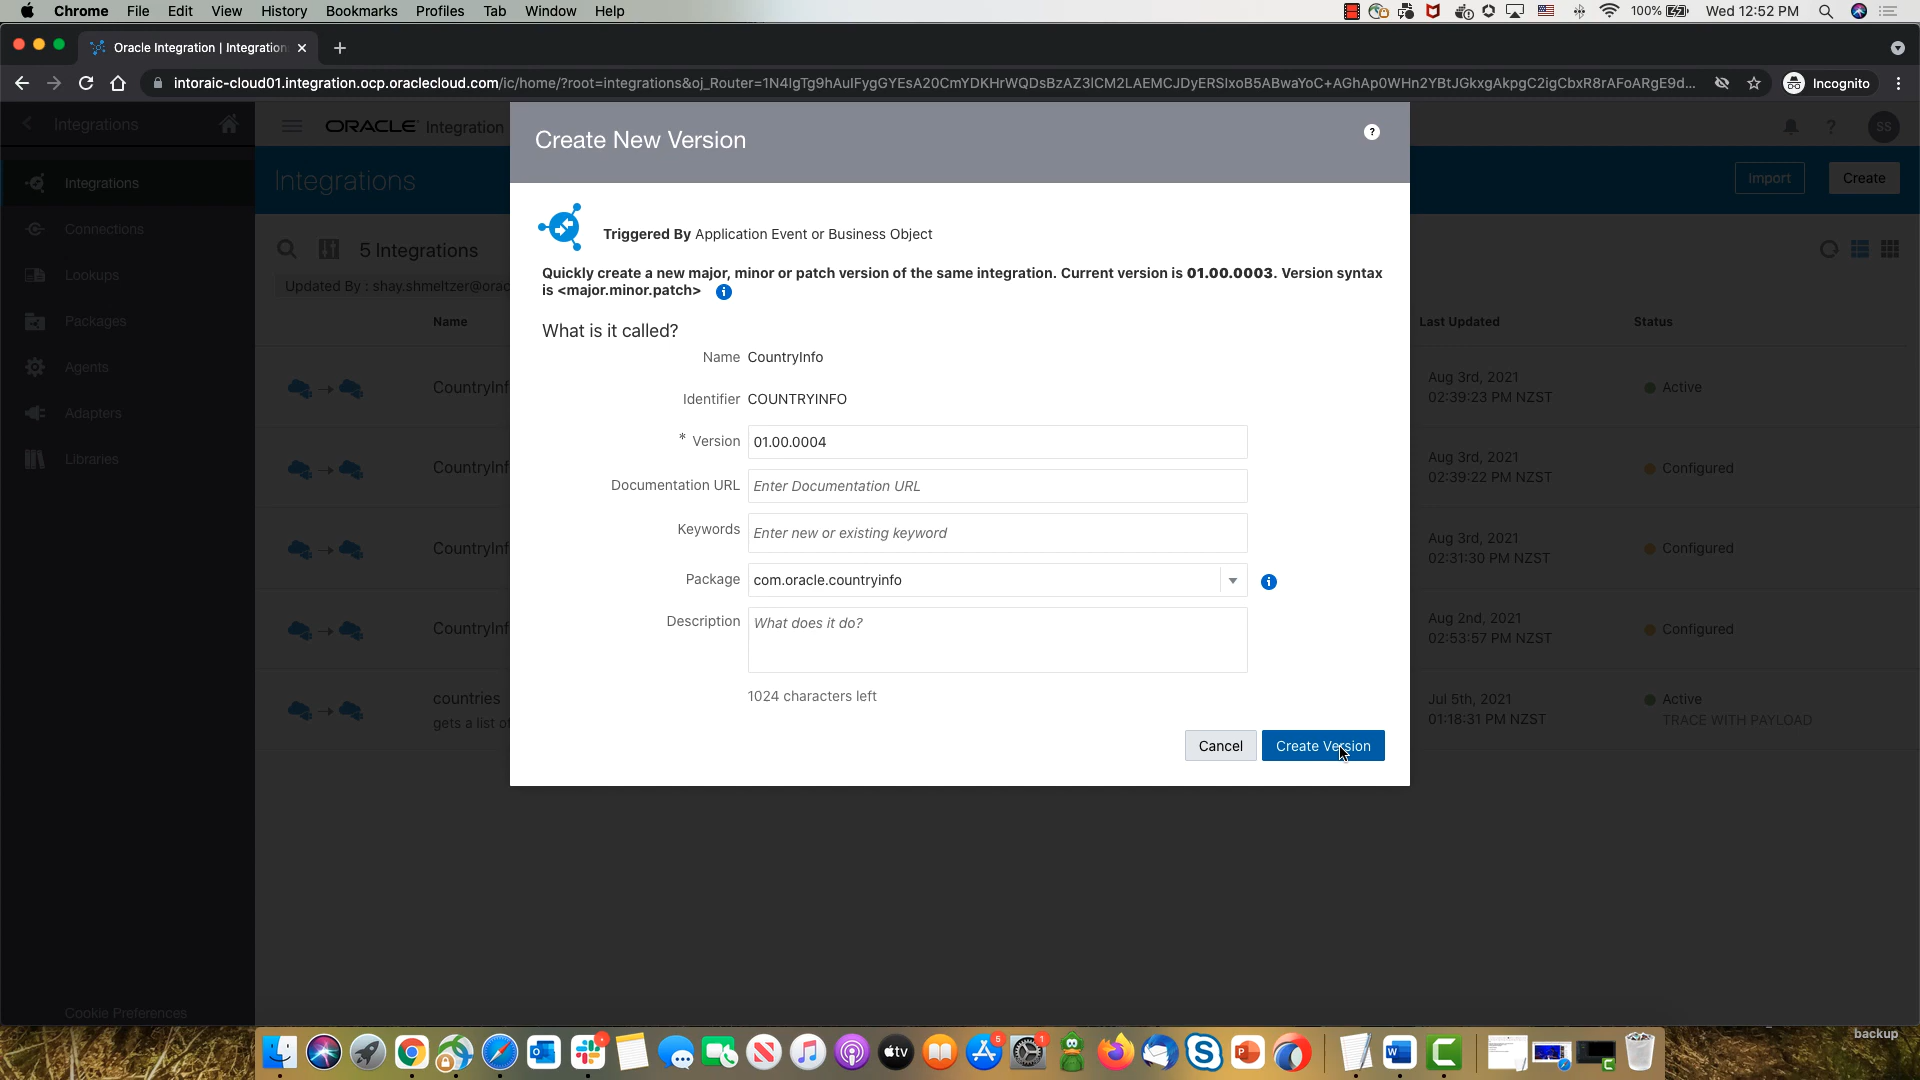 Chrome File Edit View History Bookmarks Profiles Tab Window Help 100% Wed 12:52 PM
Oracle Integration | Integration
intoraic-cloud01.integration.ocp.oraclecloud.com/ic/home/?root=integrations&oj_Router=1N4IgTg9hAuIFygGYEsA20CmYDKHrWQDsBzAZ3ICM2LAEMCJDyERSIxoB5ABwaYoC+AGhAp0WHn2YBtJGkxgAkpgC2igCbxR8rAFoARgE9d... Incognito
Integrations
ORACLE Integration
SS
Integrations
Import
Create
Integrations
Connections
Lookups
Packages
Agents
Adapters
Libraries
Cookie Preferences
5 Integrations
Updated By : shay.shmeltzer@orac
Name Last Updated Status
CountryInf Aug 3rd, 2021 Active
02:39:23 PM NZST
CountryInf Aug 3rd, 2021 Configured
02:39:22 PM NZST
CountryInf Aug 3rd, 2021 Configured
02:31:30 PM NZST
CountryInf Aug 2nd, 2021 Configured
02:53:57 PM NZST
countries Jul 5th, 2021 Active
gets a list of 01:18:31 PM NZST TRACE WITH PAYLOAD
Create New Version
?
Triggered By Application Event or Business Object
Quickly create a new major, minor or patch version of the same integration. Current version is 01.00.0003. Version syntax
is <major.minor.patch>
What is it called?
Name CountryInfo
Identifier COUNTRYINFO
* Version 01.00.0004
Documentation URL Enter Documentation URL
Keywords Enter new or existing keyword
Package com.oracle.countryinfo
Description What does it do?
1024 characters left
Cancel Create Version
backup
tv
5
1